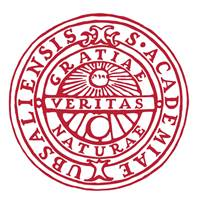 S·ACADEMIAE UBSALIENSIS
GRATIAE
VERITAS
NATURAE